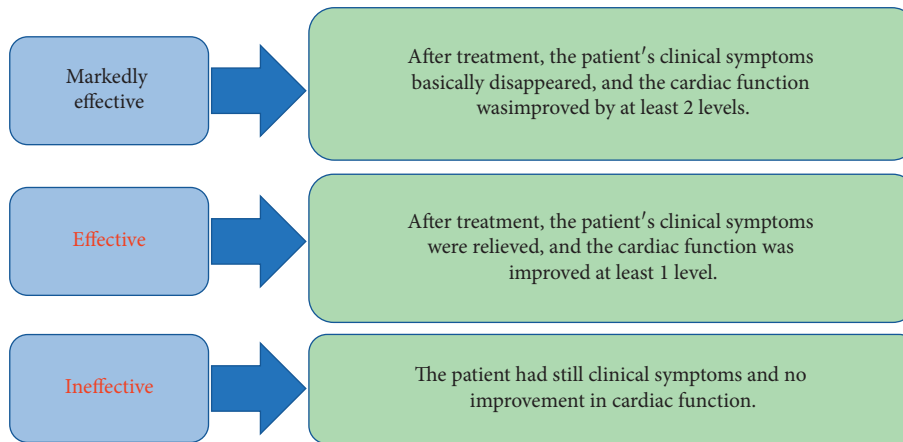 Markedly
effective
After treatment, the patient′s clinical symptoms
basically disappeared, and the cardiac function
wasimproved by at least 2 levels.
Effective
After treatment, the patient′s clinical symptoms
were relieved, and the cardiac function was
improved at least 1 level.
Ineffective
The patient had still clinical symptoms and no
improvement in cardiac function.